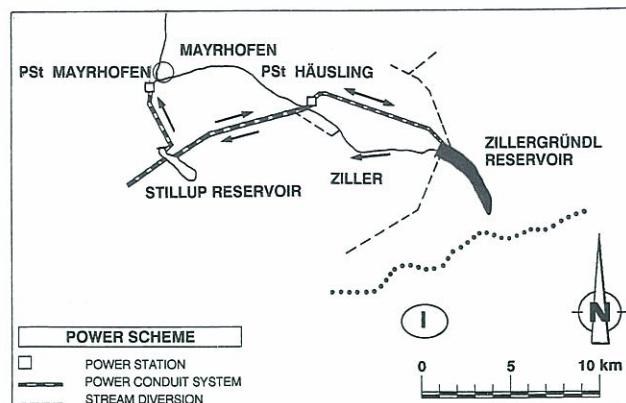 MAYRHOFEN
PSt MAYRHOFEN
PSt HÄUSLING
ZILLERGRÜNDL
RESERVOIR
STILLUP RESERVOIR
ZILLER
I
N
POWER SCHEME
POWER STATION
POWER CONDUIT SYSTEM
STREAM DIVERSION
0 5 10 km